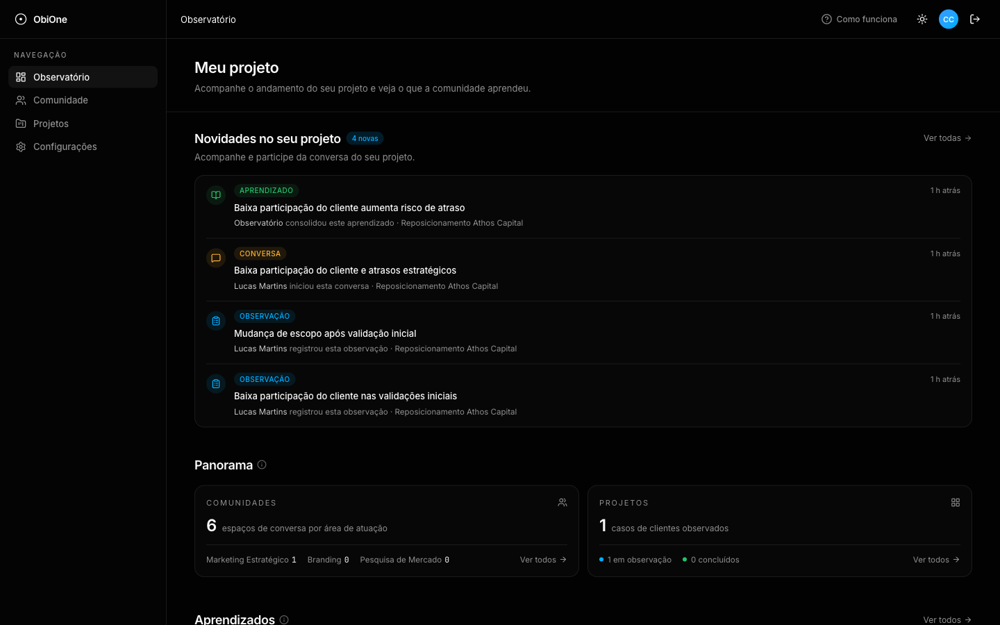 ObiOne
Observatório
Como funciona
CC
NAVEGAÇÃO
Observatório
Comunidade
Projetos
Configurações
Meu projeto
Acompanhe o andamento do seu projeto e veja o que a comunidade aprendeu.
Novidades no seu projeto 4 novas
Ver todas →
Acompanhe e participe da conversa do seu projeto.
APRENDIZADO
1 h atrás
Baixa participação do cliente aumenta risco de atraso
Observatório consolidou este aprendizado · Reposicionamento Athos Capital
CONVERSA
1 h atrás
Baixa participação do cliente e atrasos estratégicos
Lucas Martins iniciou esta conversa · Reposicionamento Athos Capital
OBSERVAÇÃO
1 h atrás
Mudança de escopo após validação inicial
Lucas Martins registrou esta observação · Reposicionamento Athos Capital
OBSERVAÇÃO
1 h atrás
Baixa participação do cliente nas validações iniciais
Lucas Martins registrou esta observação · Reposicionamento Athos Capital
Panorama
COMUNIDADES
6 espaços de conversa por área de atuação
Marketing Estratégico 1 Branding 0 Pesquisa de Mercado 0
Ver todos →
PROJETOS
1 casos de clientes observados
1 em observação 0 concluídos
Ver todos →
Aprendizados
Ver todos →